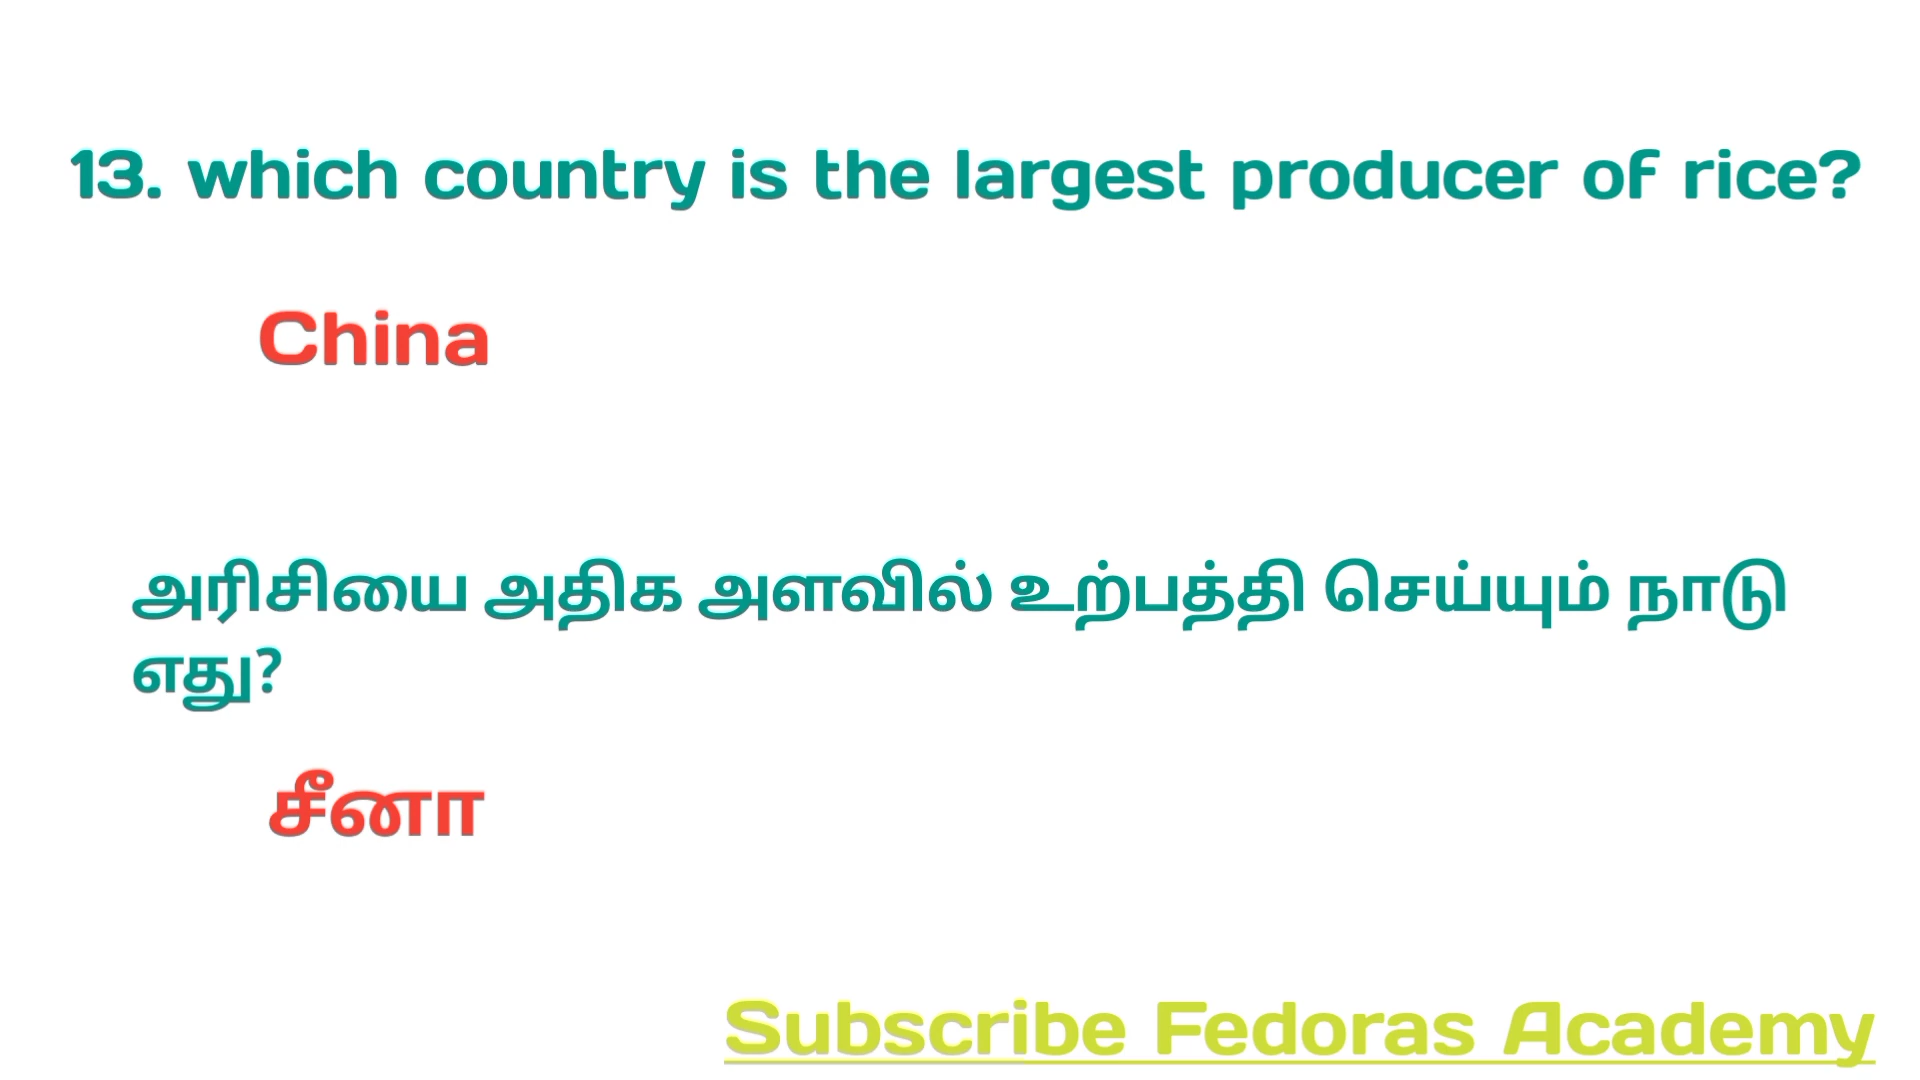 13. which country is the largest producer of rice?
China
அரிசியை அதிக அளவில் உற்பத்தி செய்யும் நாடு
எது?
சீனா
Subscribe Fedoras Academy